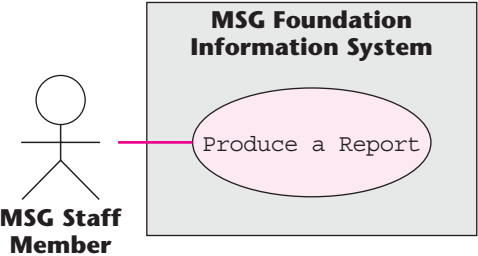 MSG Foundation
Information System
Produce a Report
MSG Staff
Member